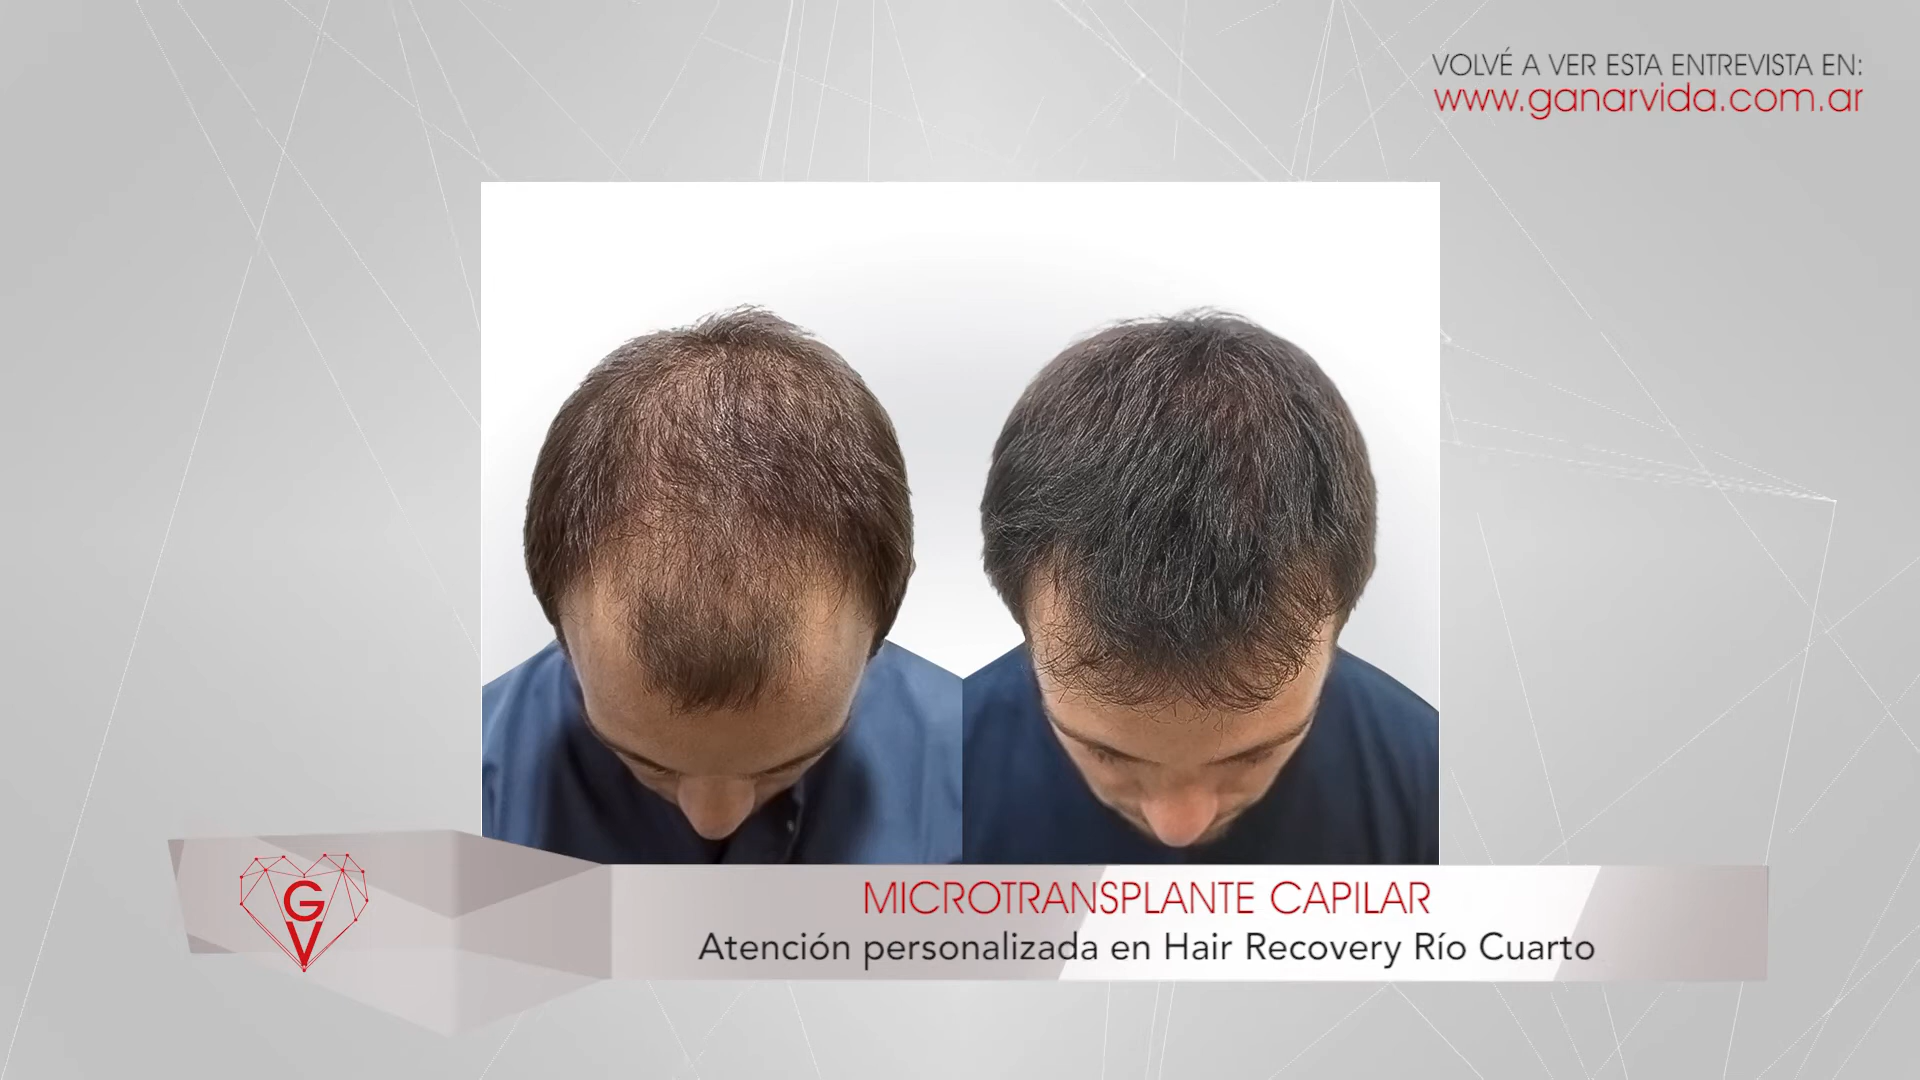 VOLVÉ A VER ESTA ENTREVISTA EN:
www.ganarvida.com.ar
GV
MICROTRANSPLANTE CAPILAR
Atención personalizada en Hair Recovery Río Cuarto